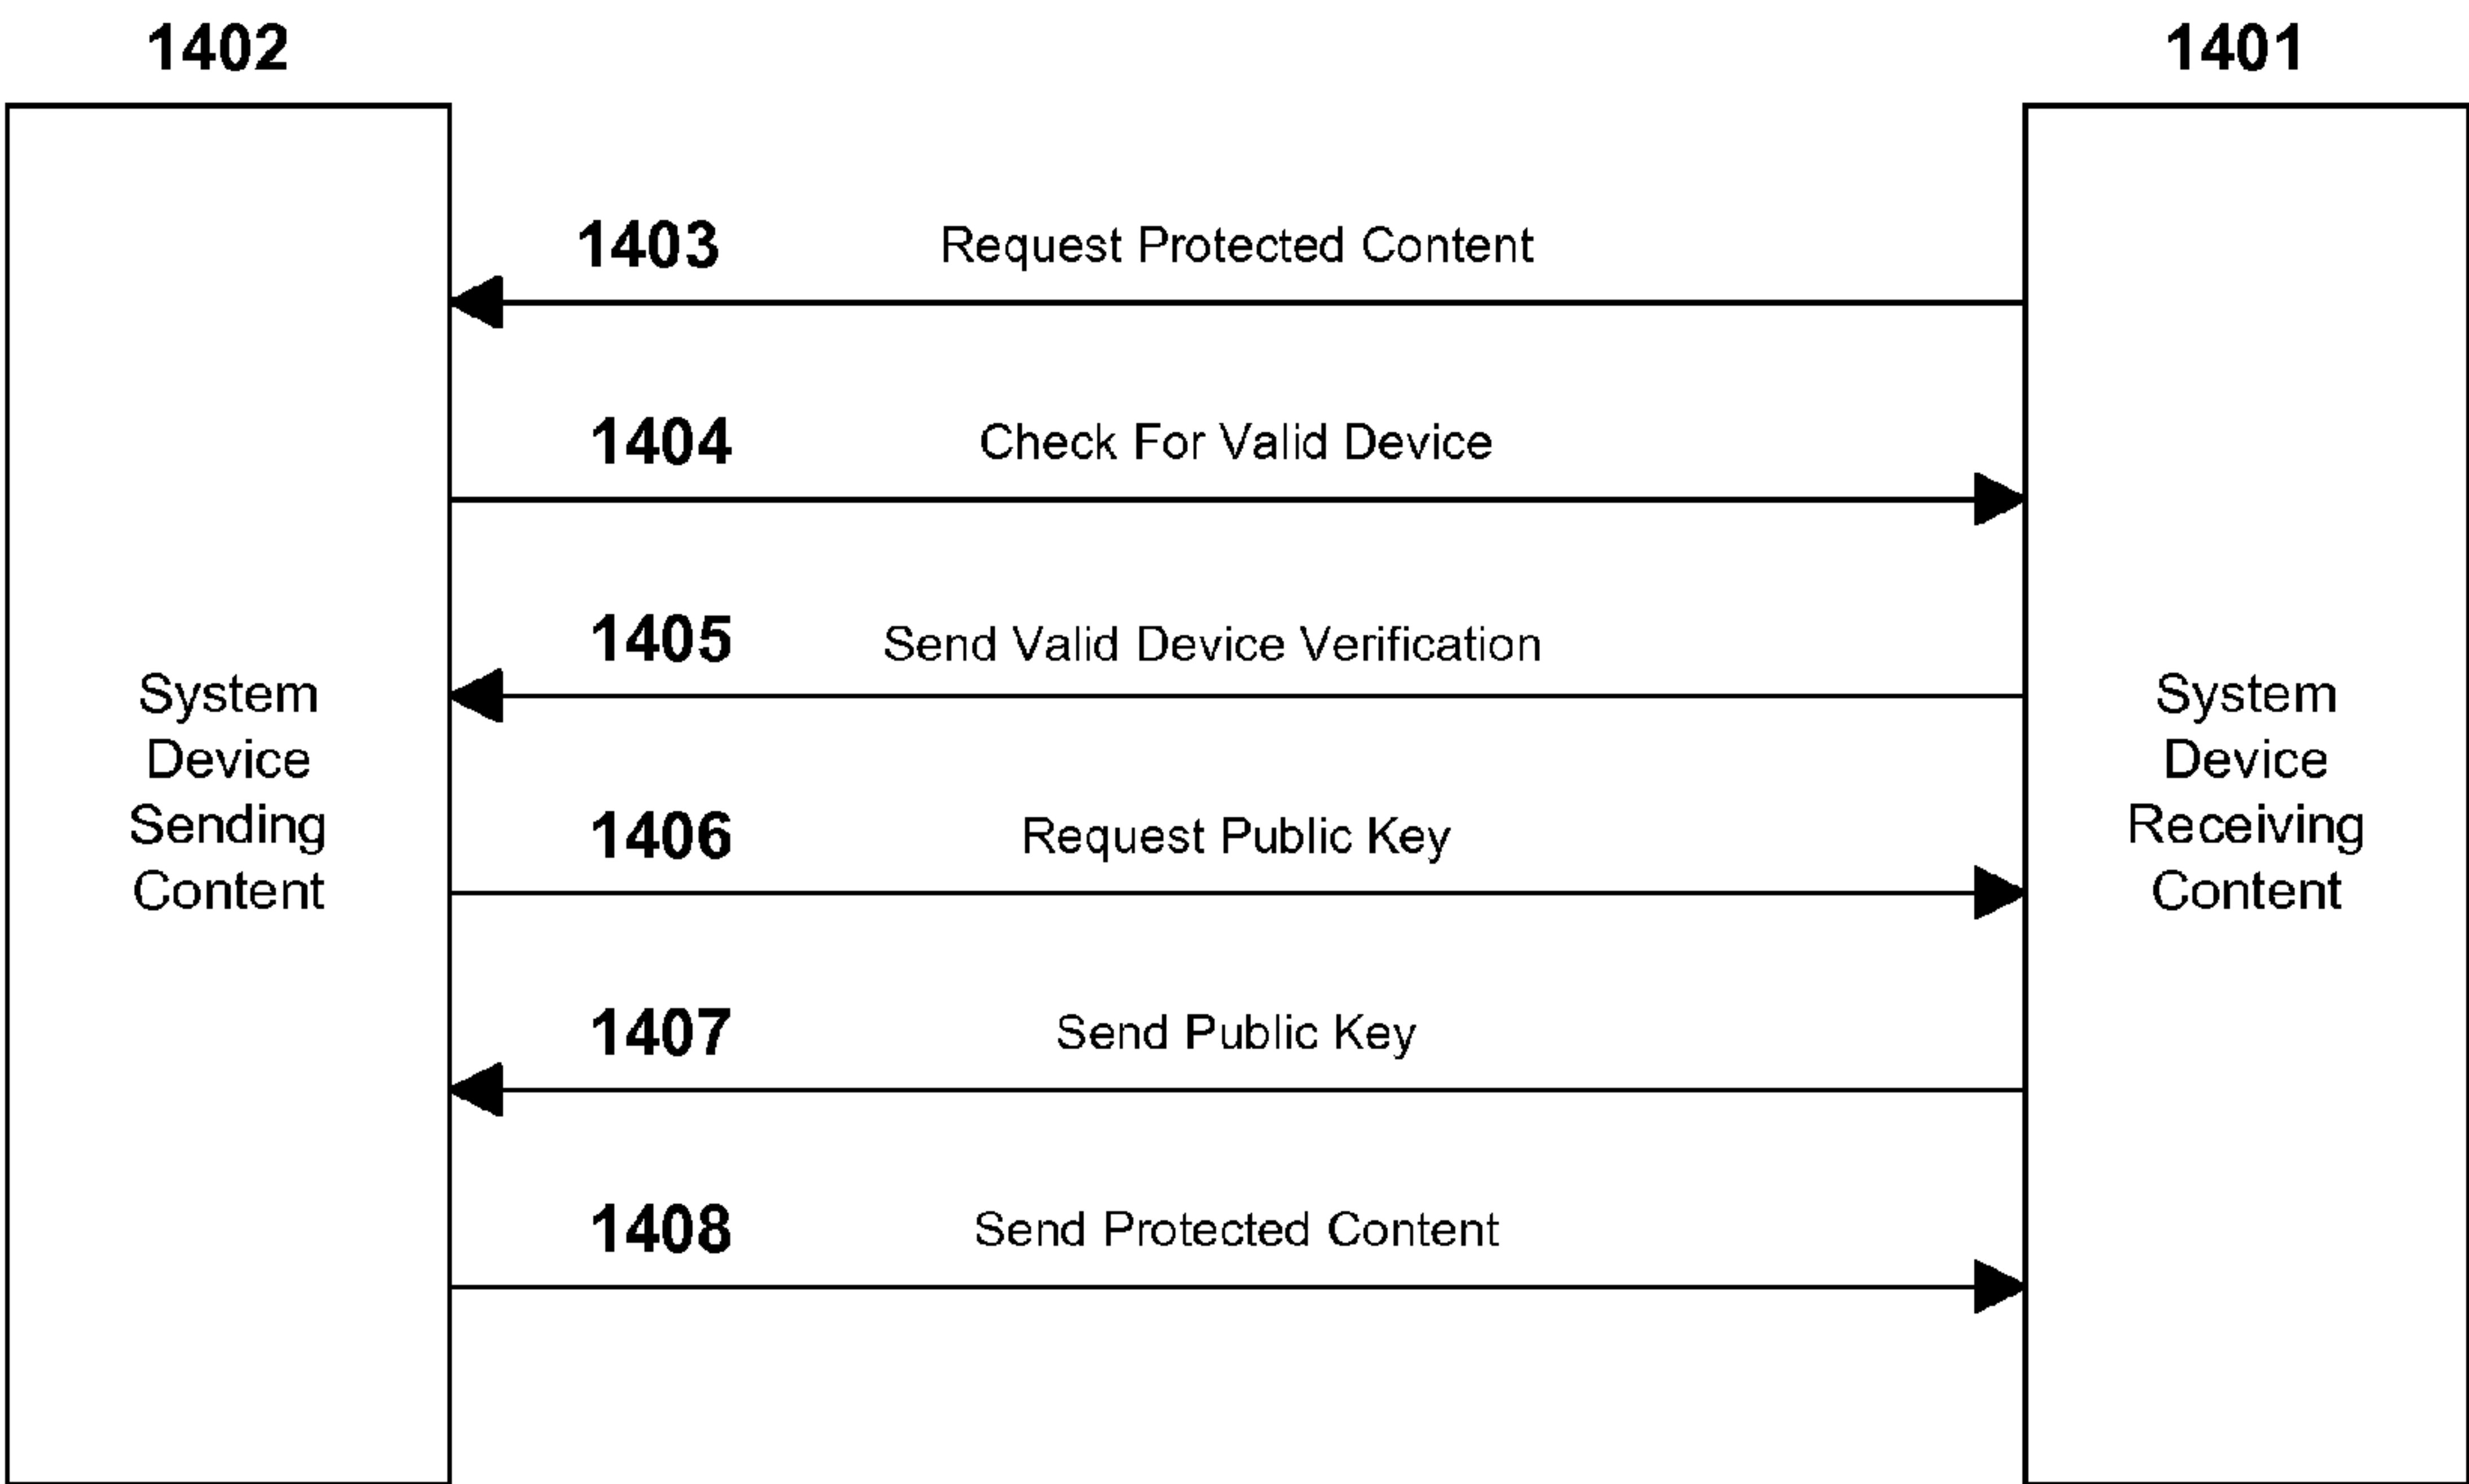 1402
1401
1403 Request Protected Content
1404 Check For Valid Device
1405 Send Valid Device Verification
System
Device
Sending
Content
System
Device
Receiving
Content
1406 Request Public Key
1407 Send Public Key
1408 Send Protected Content